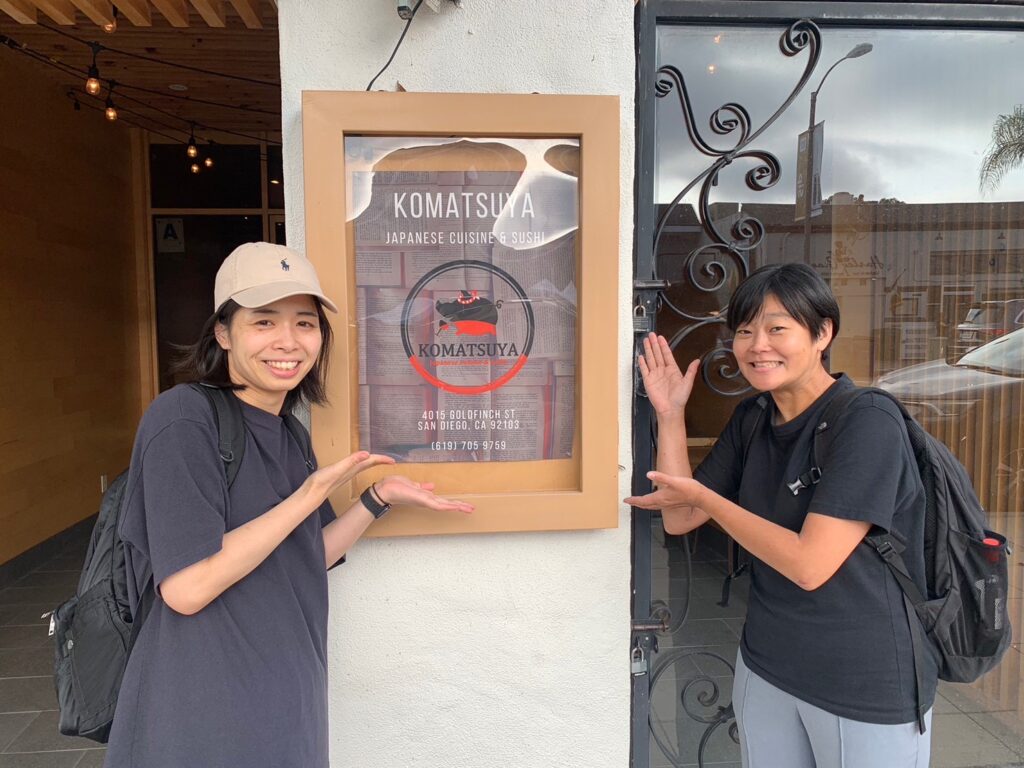 A
KOMATSUYA
JAPANESE CUISINE & SUSHI
KOMATSUYA
4015 GOLDFINCH ST
SAN DIEGO, CA 92103
(619) 705 9759